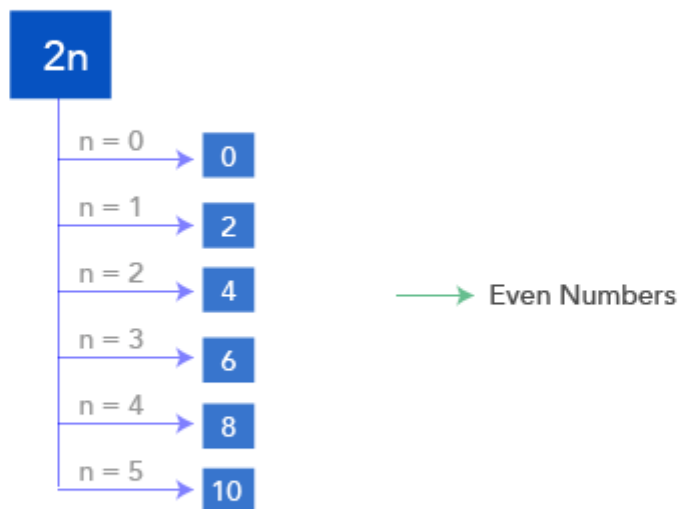 2n
n = 0
0
n = 1
2
n = 2
4
Even Numbers
n = 3
6
n = 4
8
n = 5
10